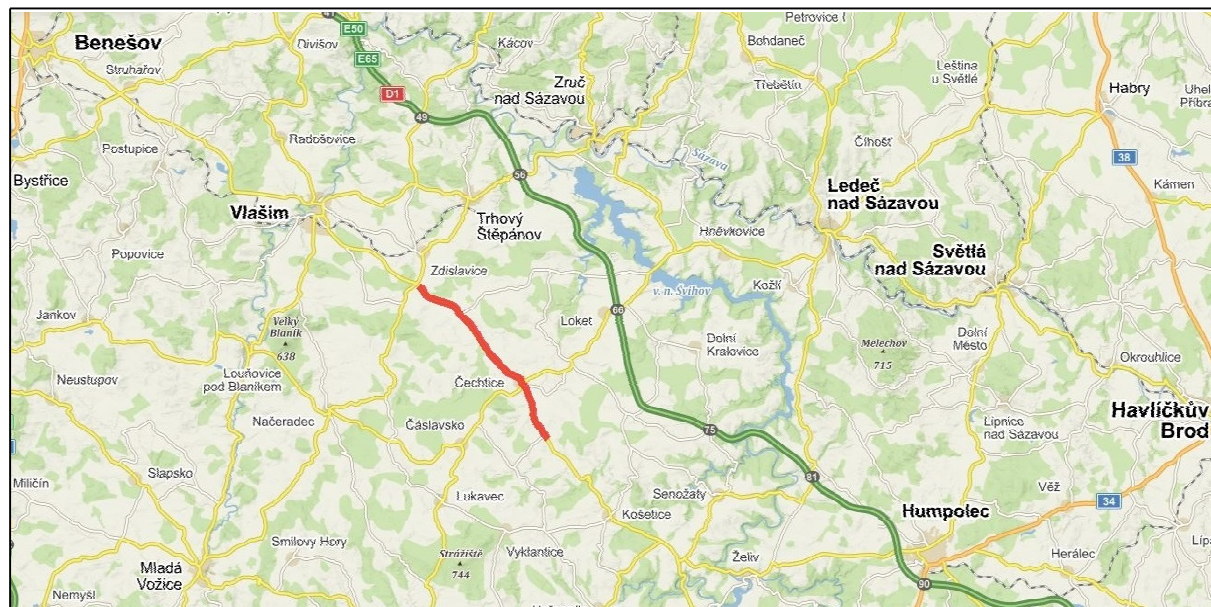 41
E50
Petrovice I
Benešov
Divišov
Kácov
Bohdaneč
Struhařov
E65
Leština
u Světlé
Zruč
nad Sázavou
Třebětín
Habry
D1
49
Radošovice
Číhošť
Postupice
Sázava
38
56
Bystřice
Ledeč
nad Sázavou
Kámen
Vlašim
Trhový
Štěpánov
Hněvkovice
Popovice
Světlá
nad Sázavou
Zdislavice
v. n. Švihov
Kožlí
66
Jankov
Velký
Blaník
638
Loket
Dolní
Kralovice
Melechov
715
Dolní
Město
Okrouhlice
Neustupov
Louňovice
pod Blaníkem
Čechtice
Havlíčkův
Brod
Načeradec
Čáslavsko
Lipnice
nad Sázavou
75
Slapsko
81
Miličín
Lukavec
Senožaty
Věž
34
Košetice
Humpolec
Smilovy Hory
Strážiště
744
Vyklantice
Želiv
Herálec
Mladá
Vožice
90
Nemyšl